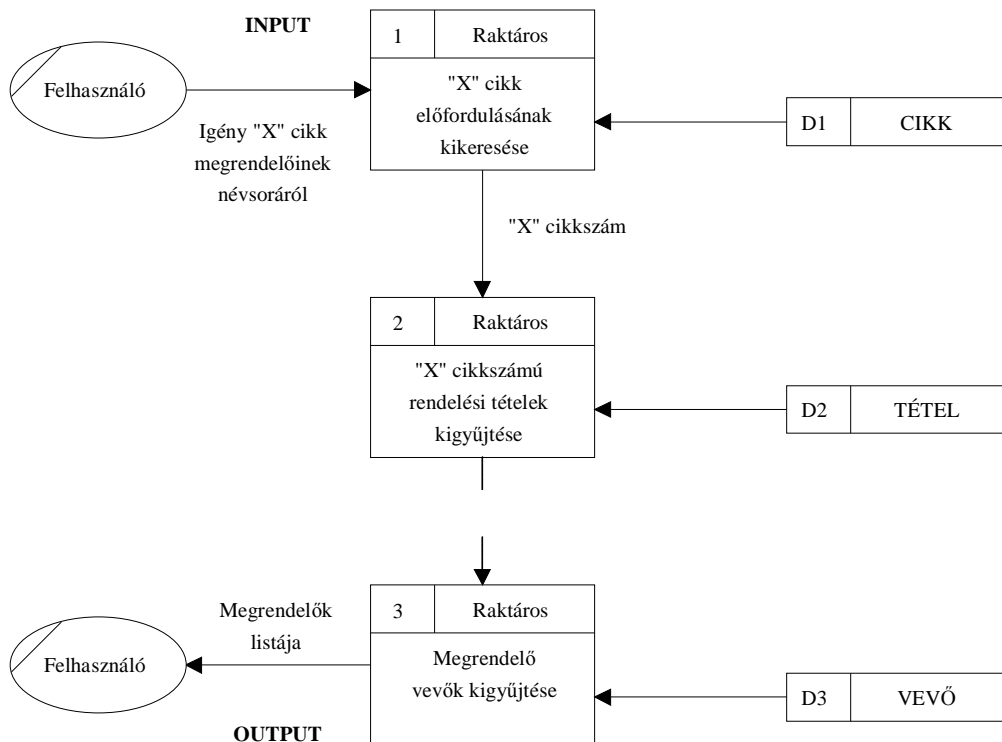 INPUT
1 Raktáros
Felhasználó
"X" cikk
előfordulásának
kikeresése
Igény "X" cikk
megrendelőinek
névsoráról
D1 CIKK
"X" cikkszám
2 Raktáros
"X" cikkszámú
rendelési tételek
kigyűjtése
D2 TÉTEL
3 Raktáros
Megrendelők
listája
Felhasználó
Megrendelő
vevők kigyűjtése
D3 VEVŐ
OUTPUT